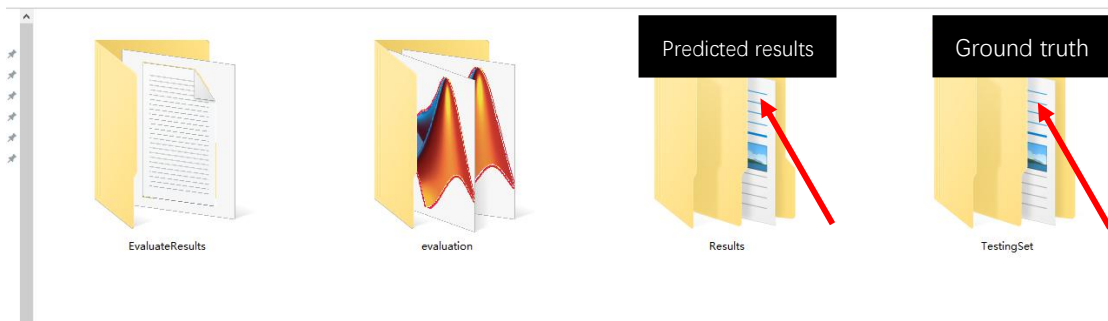 Predicted results
Ground truth
EvaluateResults
evaluation
Results
TestingSet